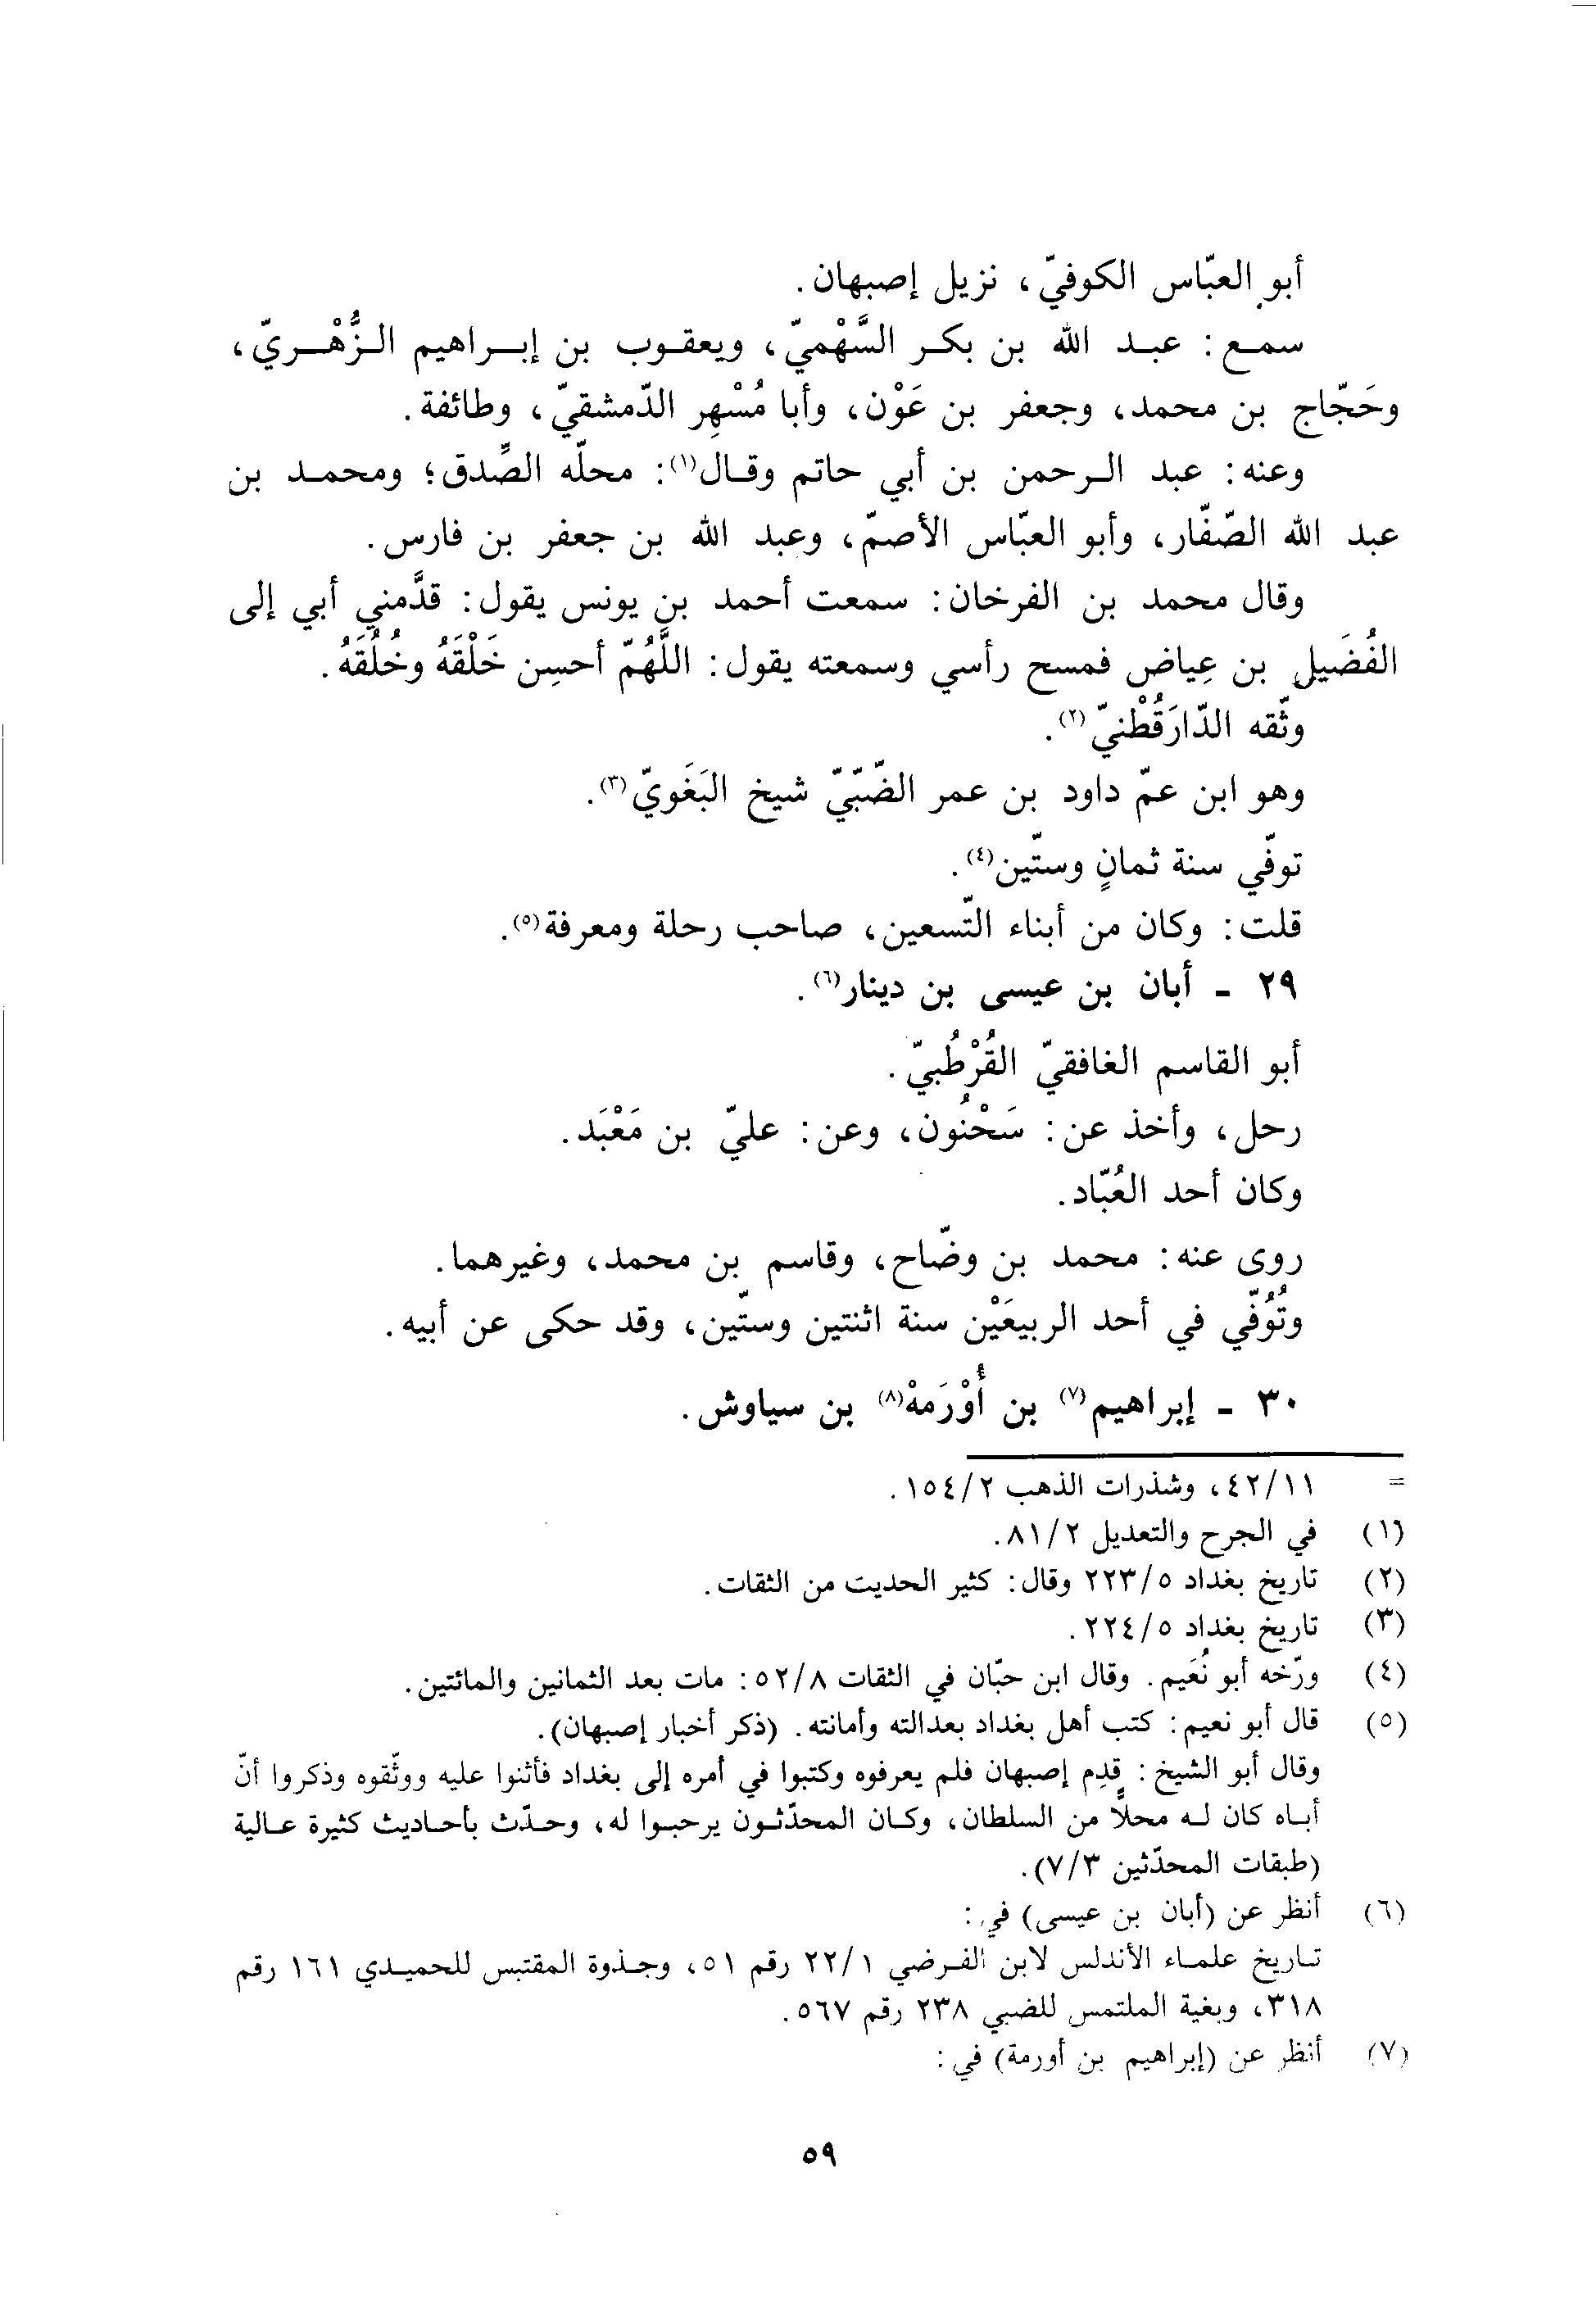 أبو العبّاس الكوفيّ، نزيل إصبهان.
سمع: عبد الله بن بكر السَّهْميّ، ويعقوب بن إبراهيم الزُّهْريّ،
وحَجّاج بن محمد، وجعفر بن عَوْن، وأبا مُسْهِر الدّمشقيّ، وطائفة.
وعنه: عبد الرحمن بن أبي حاتم وقال(١): محلّه الصِّدق؛ ومحمد بن
عبد الله الصّفّار، وأبو العبّاس الأصمّ، وعبد الله بن جعفر بن فارس.
وقال محمد بن الفرخان: سمعت أحمد بن يونس يقول: قدَّمني أبي إلى
الفُضَيل بن عِياض فمسح رأسي وسمعته يقول: اللَّهُمّ أحسِن خَلْقَهُ وخُلُقَهُ.
وثّقه الدّارَقُطْنيّ(٢).
وهو ابن عمّ داود بن عمر الضّبّيّ شيخ البَغَويّ(٣).
توفّي سنة ثمانٍ وستّين(٤).
قلت: وكان من أبناء التّسعين، صاحب رحلة ومعرفة(٥).
٢٩ - أبان بن عيسى بن دينار(٦).
أبو القاسم الغافقيّ القُرْطُبيّ.
رحل، وأخذ عن: سَحْنُون، وعن: عليّ بن مَعْبَد.
وكان أحد العُبّاد.
روى عنه: محمد بن وضّاح، وقاسم بن محمد، وغيرهما.
وتُوُفّي في أحد الربيعَيْن سنة اثنتين وستّين، وقد حكى عن أبيه.
٣٠ - إبراهيم(٧) بن أُوْرَمهْ(٨) بن سياوش.
= ٤٢/١١، وشذرات الذهب ١٥٤/٢.
(١) في الجرح والتعديل ٨١/٢.
(٢) تاريخ بغداد ٢٢٣/٥ وقال: كثير الحديث من الثقات.
(٣) تاريخ بغداد ٢٢٤/٥.
(٤) ورّخه أبو نُعَيم. وقال ابن حبّان في الثقات ٥٢/٨: مات بعد الثمانين والمائتين.
(٥) قال أبو نعيم: كتب أهل بغداد بعدالته وأمانته. (ذكر أخبار إصبهان).
وقال أبو الشيخ: قدِم إصبهان فلم يعرفوه وكتبوا في أمره إلى بغداد فأثنوا عليه ووثّقوه وذكروا أنّ
أباه كان له محلاً من السلطان، وكان المحدّثون يرحبوا له، وحدّث بأحاديث كثيرة عالية
(طبقات المحدّثين ٧/٣).
(٦) أنظر عن (أبان بن عيسى) في:
تاريخ علماء الأندلس لابن الفرضي ٢٢/١ رقم ٥١، وجذوة المقتبس للحميدي ١٦١ رقم
٣١٨، وبغية الملتمس للضبي ٢٣٨ رقم ٥٦٧.
(٧) أنظر عن (إبراهيم بن أورمة) في:
٥٩